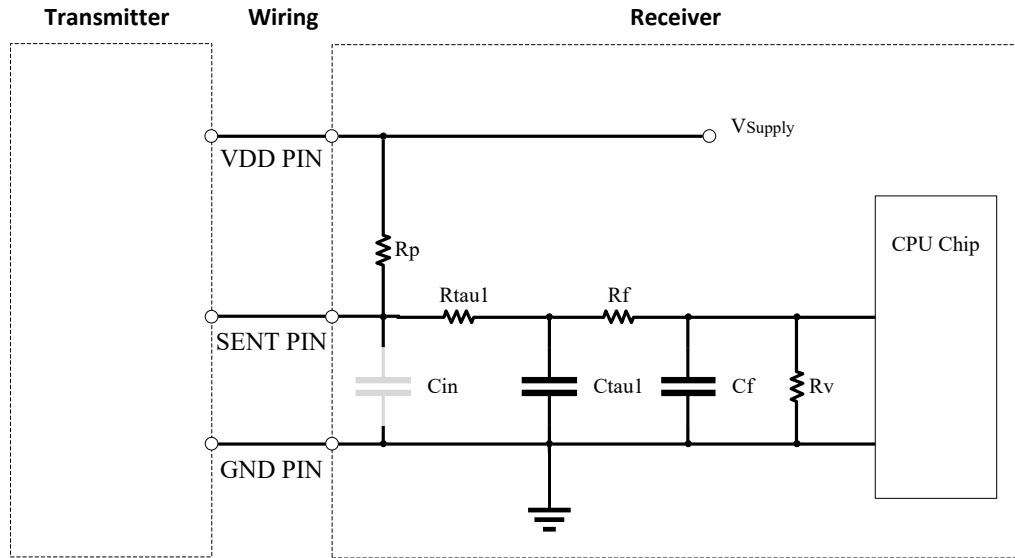 Transmitter Wiring Receiver
VSupply
VDD PIN
CPU Chip
Rp
Rtau1 Rf
SENT PIN
Cin Ctau1 Cf Rv
GND PIN